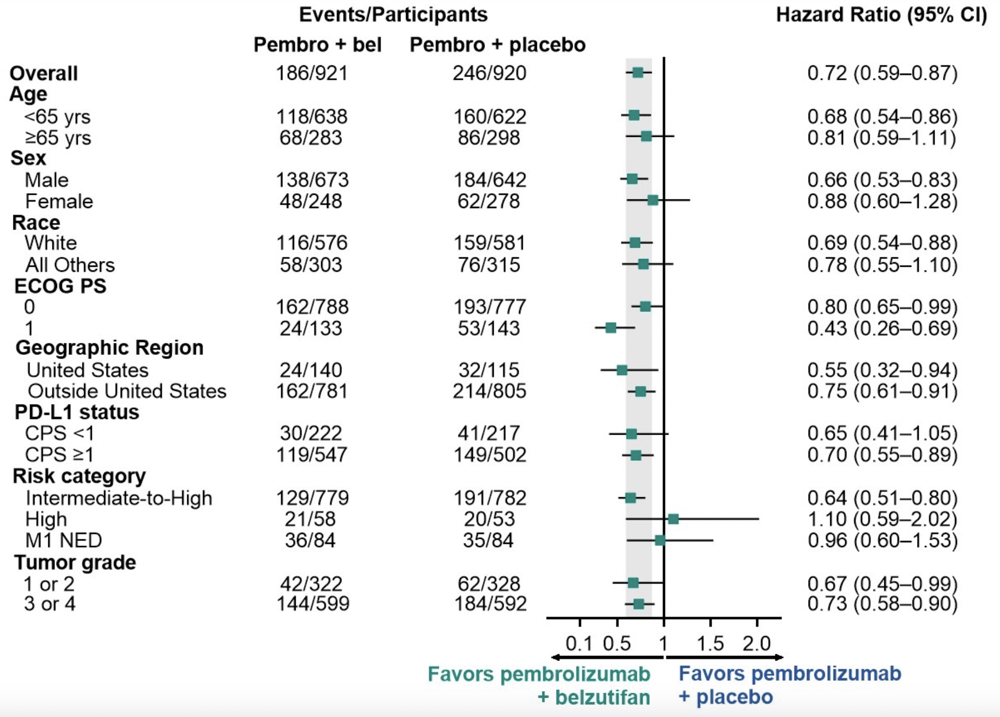 Events/Participants Hazard Ratio (95% CI)
Pembro + bel Pembro + placebo
Overall 186/921 246/920 0.72 (0.59–0.87)
Age
<65 yrs 118/638 160/622 0.68 (0.54–0.86)
≥65 yrs 68/283 86/298 0.81 (0.59–1.11)
Sex
Male 138/673 184/642 0.66 (0.53–0.83)
Female 48/248 62/278 0.88 (0.60–1.28)
Race
White 116/576 159/581 0.69 (0.54–0.88)
All Others 58/303 76/315 0.78 (0.55–1.10)
ECOG PS
0 162/788 193/777 0.80 (0.65–0.99)
1 24/133 53/143 0.43 (0.26–0.69)
Geographic Region
United States 24/140 32/115 0.55 (0.32–0.94)
Outside United States 162/781 214/805 0.75 (0.61–0.91)
PD-L1 status
CPS <1 30/222 41/217 0.65 (0.41–1.05)
CPS ≥1 119/547 149/502 0.70 (0.55–0.89)
Risk category
Intermediate-to-High 129/779 191/782 0.64 (0.51–0.80)
High 21/58 20/53 1.10 (0.59–2.02)
M1 NED 36/84 35/84 0.96 (0.60–1.53)
Tumor grade
1 or 2 42/322 62/328 0.67 (0.45–0.99)
3 or 4 144/599 184/592 0.73 (0.58–0.90)
0.1 0.5 1 1.5 2.0
Favors pembrolizumab Favors pembrolizumab
+ belzutifan + placebo